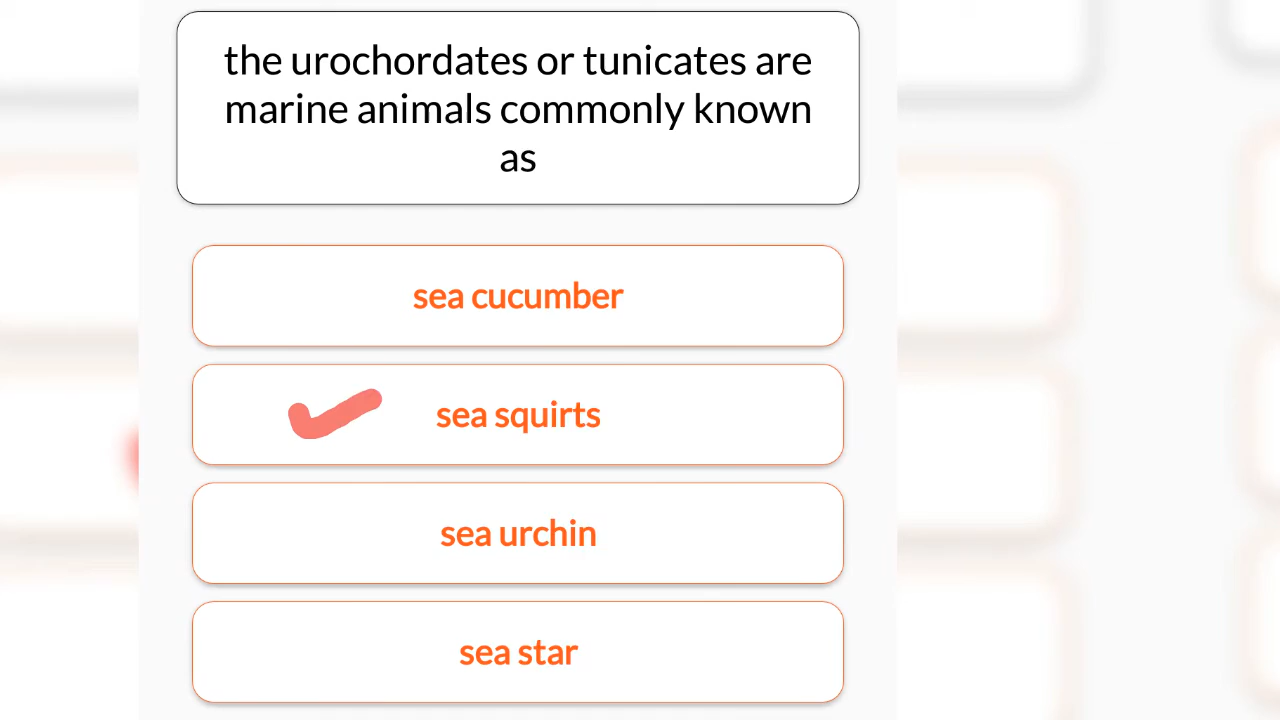 the urochordates or tunicates are
marine animals commonly known
as
sea cucumber
sea squirts
sea urchin
sea star